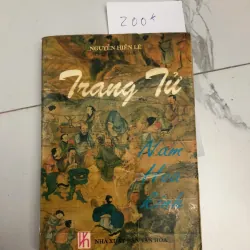 200k
NGUYỄN HIẾN LÊ
Trang Tử
Nam
Hoa
Kinh
NHÀ XUẤT BẢN VĂN HÓA